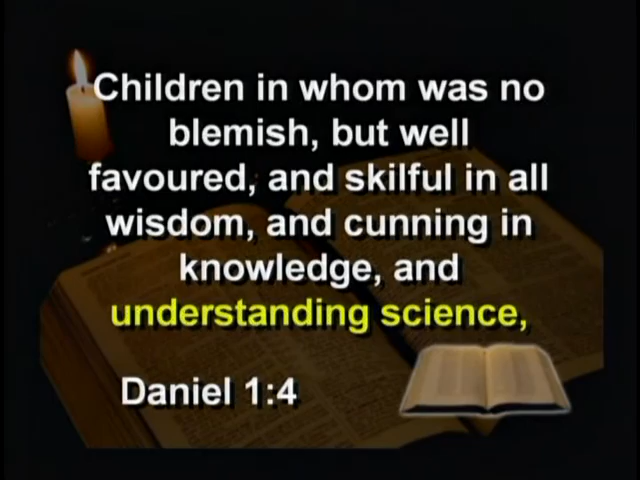 Children in whom was no
blemish, but well
favoured, and skilful in all
wisdom, and cunning in
knowledge, and
understanding science,
Daniel 1:4